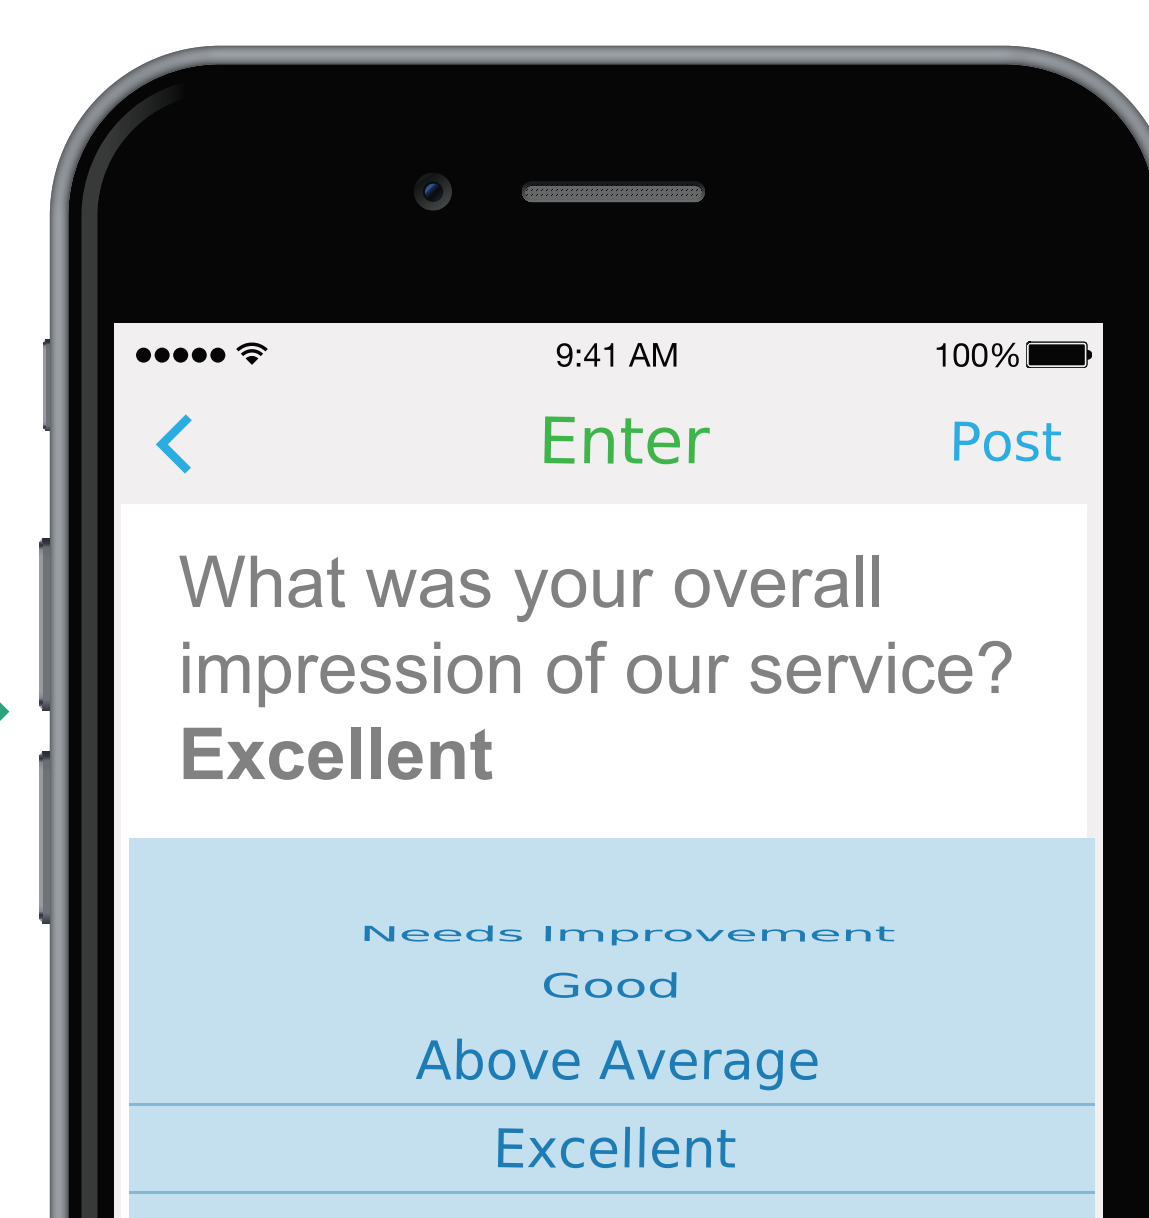 9:41 AM 100%
Enter Post
What was your overall
impression of our service?
Excellent
Needs Improvement
Good
Above Average
Excellent